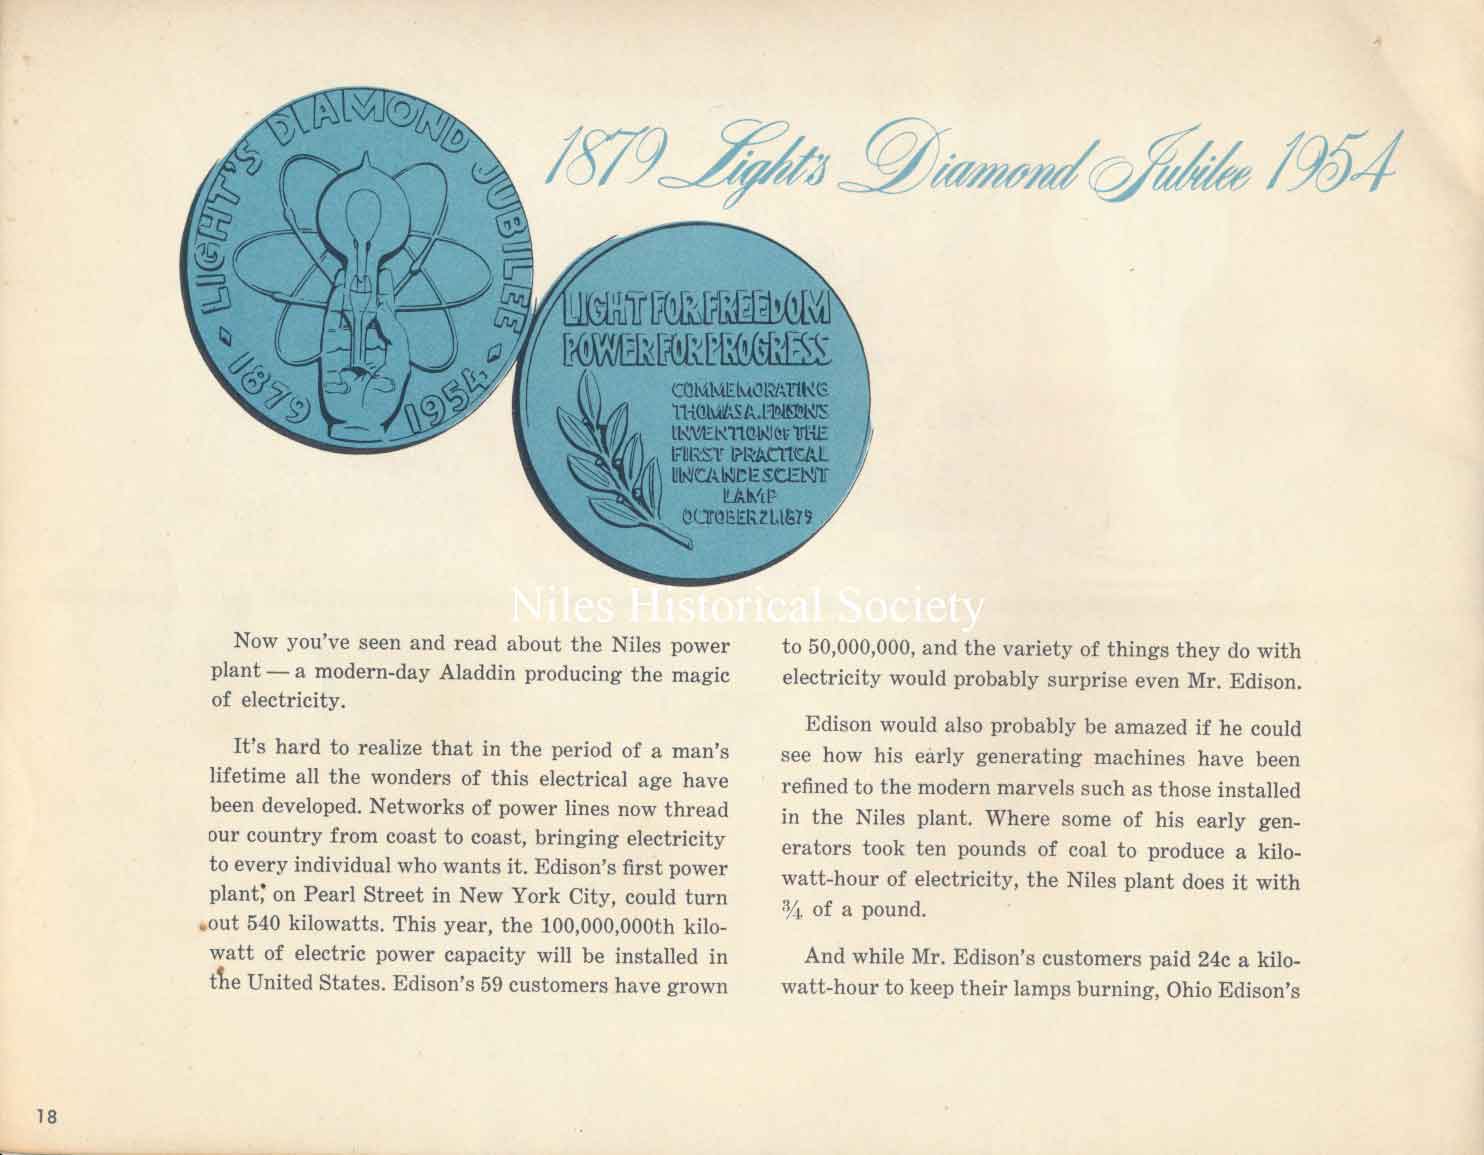 LIGHT'S DIAMOND JUBILEE
1879 1954
1879 Light's Diamond Jubilee 1954
LIGHT FOR FREEDOM
POWER FOR PROGRESS
COMMEMORATING
THOMAS A. EDISON'S
INVENTION OF THE
FIRST PRACTICAL
INCANDESCENT
LAMP
OCTOBER 21, 1879
Niles Historical Society
Now you've seen and read about the Niles power
plant — a modern-day Aladdin producing the magic
of electricity.
It's hard to realize that in the period of a man's
lifetime all the wonders of this electrical age have
been developed. Networks of power lines now thread
our country from coast to coast, bringing electricity
to every individual who wants it. Edison's first power
plant, on Pearl Street in New York City, could turn
out 540 kilowatts. This year, the 100,000,000th kilo-
watt of electric power capacity will be installed in
the United States. Edison's 59 customers have grown
to 50,000,000, and the variety of things they do with
electricity would probably surprise even Mr. Edison.
Edison would also probably be amazed if he could
see how his early generating machines have been
refined to the modern marvels such as those installed
in the Niles plant. Where some of his early gen-
erators took ten pounds of coal to produce a kilo-
watt-hour of electricity, the Niles plant does it with
¾ of a pound.
And while Mr. Edison's customers paid 24c a kilo-
watt-hour to keep their lamps burning, Ohio Edison's
18